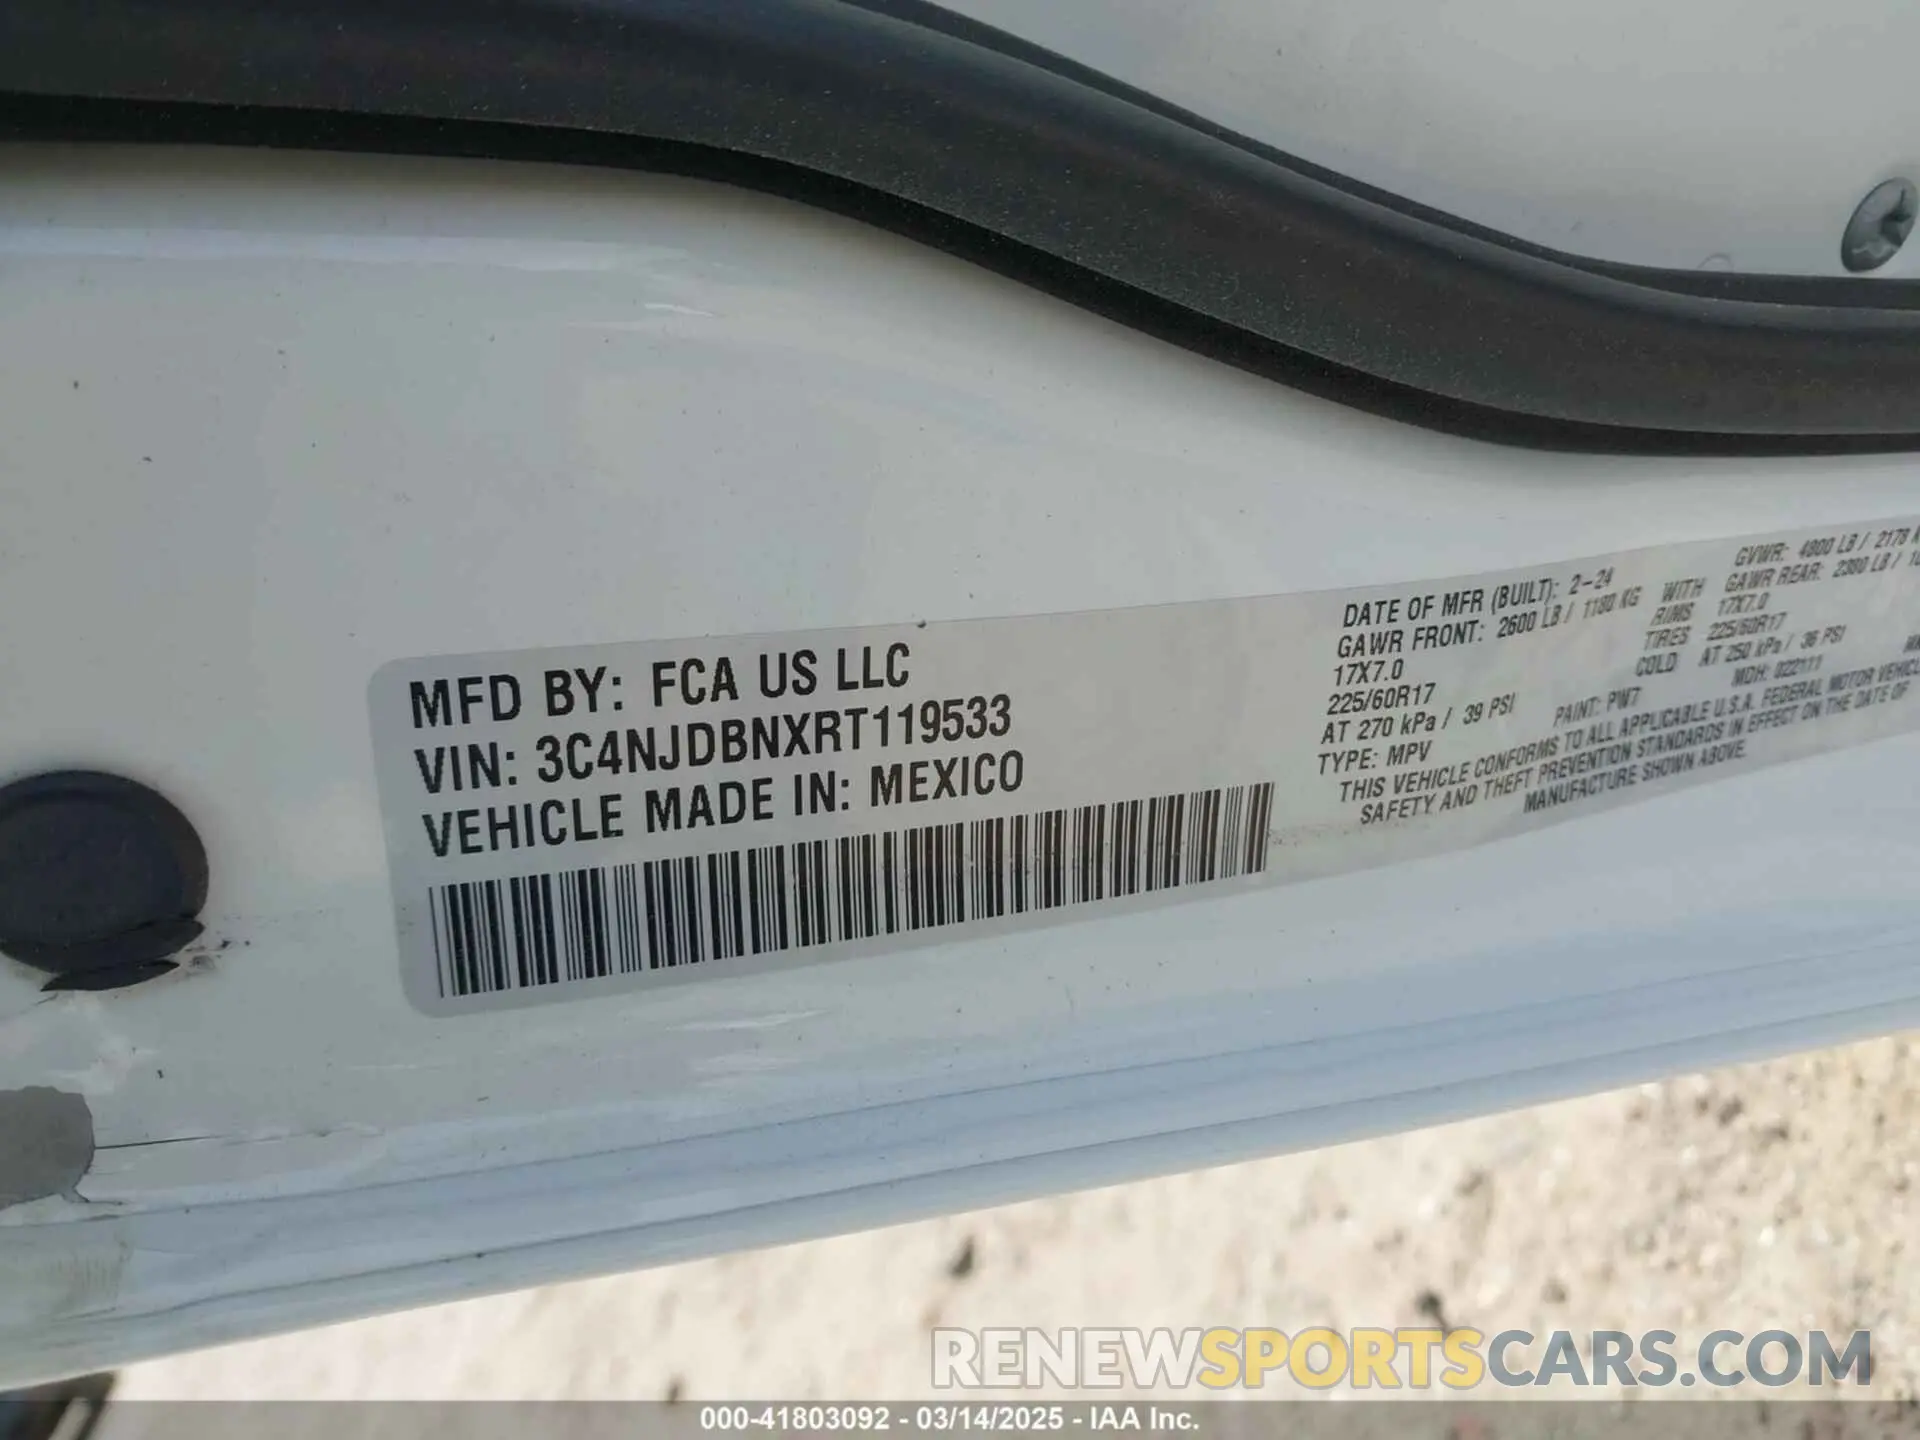 MFD BY: FCA US LLC
VIN: 3C4NJDBNXRT119533
VEHICLE MADE IN: MEXICO
DATE OF MFR (BUILT): 2-24 GVWR: 4800 LB / 2178
GAWR FRONT: 2600 LB / 1180 KG WITH GAWR REAR: 2380 LB /
17X7.0 RIMS 17X7.0
225/60R17 TIRES 225/60R17
AT 270 kPa / 39 PSI COLD AT 250 kPa / 36 PSI
TYPE: MPV PAINT: PW7 MDH: 022111
THIS VEHICLE CONFORMS TO ALL APPLICABLE U.S.A. FEDERAL MOTOR VEHICLE
SAFETY, AND THEFT PREVENTION STANDARDS IN EFFECT ON THE DATE OF
MANUFACTURE SHOWN ABOVE.
RENEWSPORTSCARS.COM
000-41803092 - 03/14/2025 - IAA Inc.